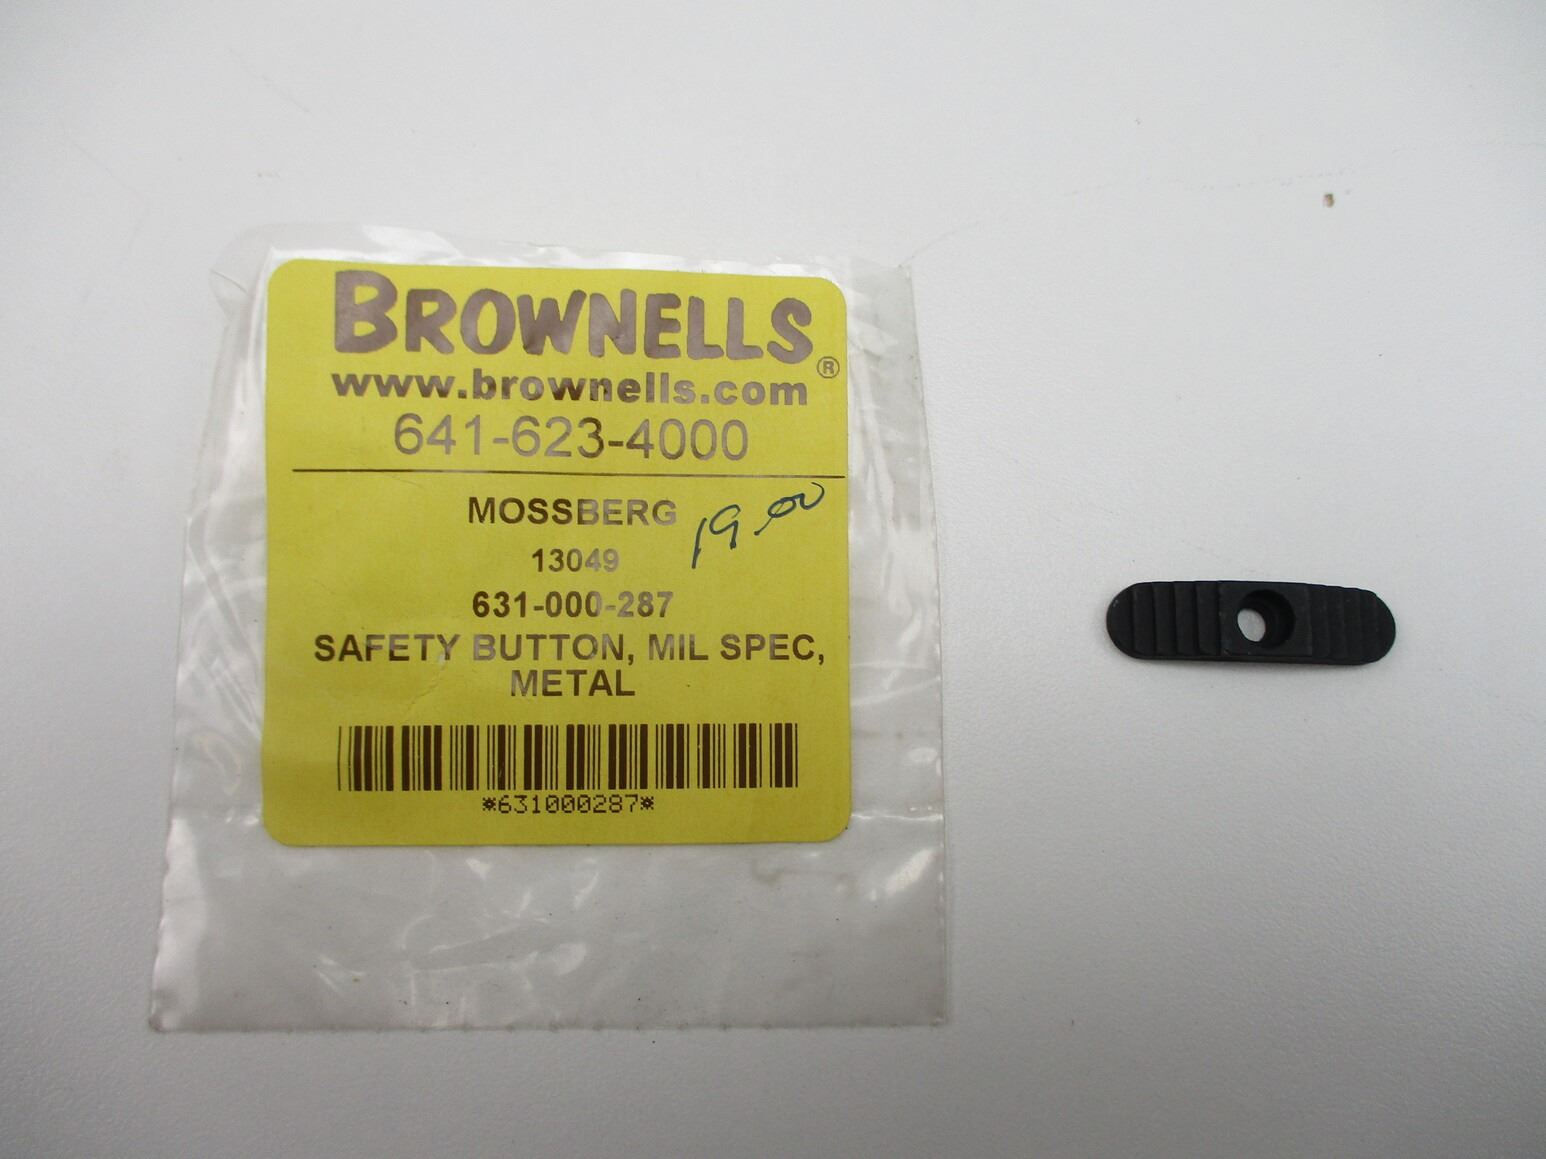 BROWNELLS®
www.brownells.com
641-623-4000
MOSSBERG
19.00
13049
631-000-287
SAFETY BUTTON, MIL SPEC,
METAL
*631000287*